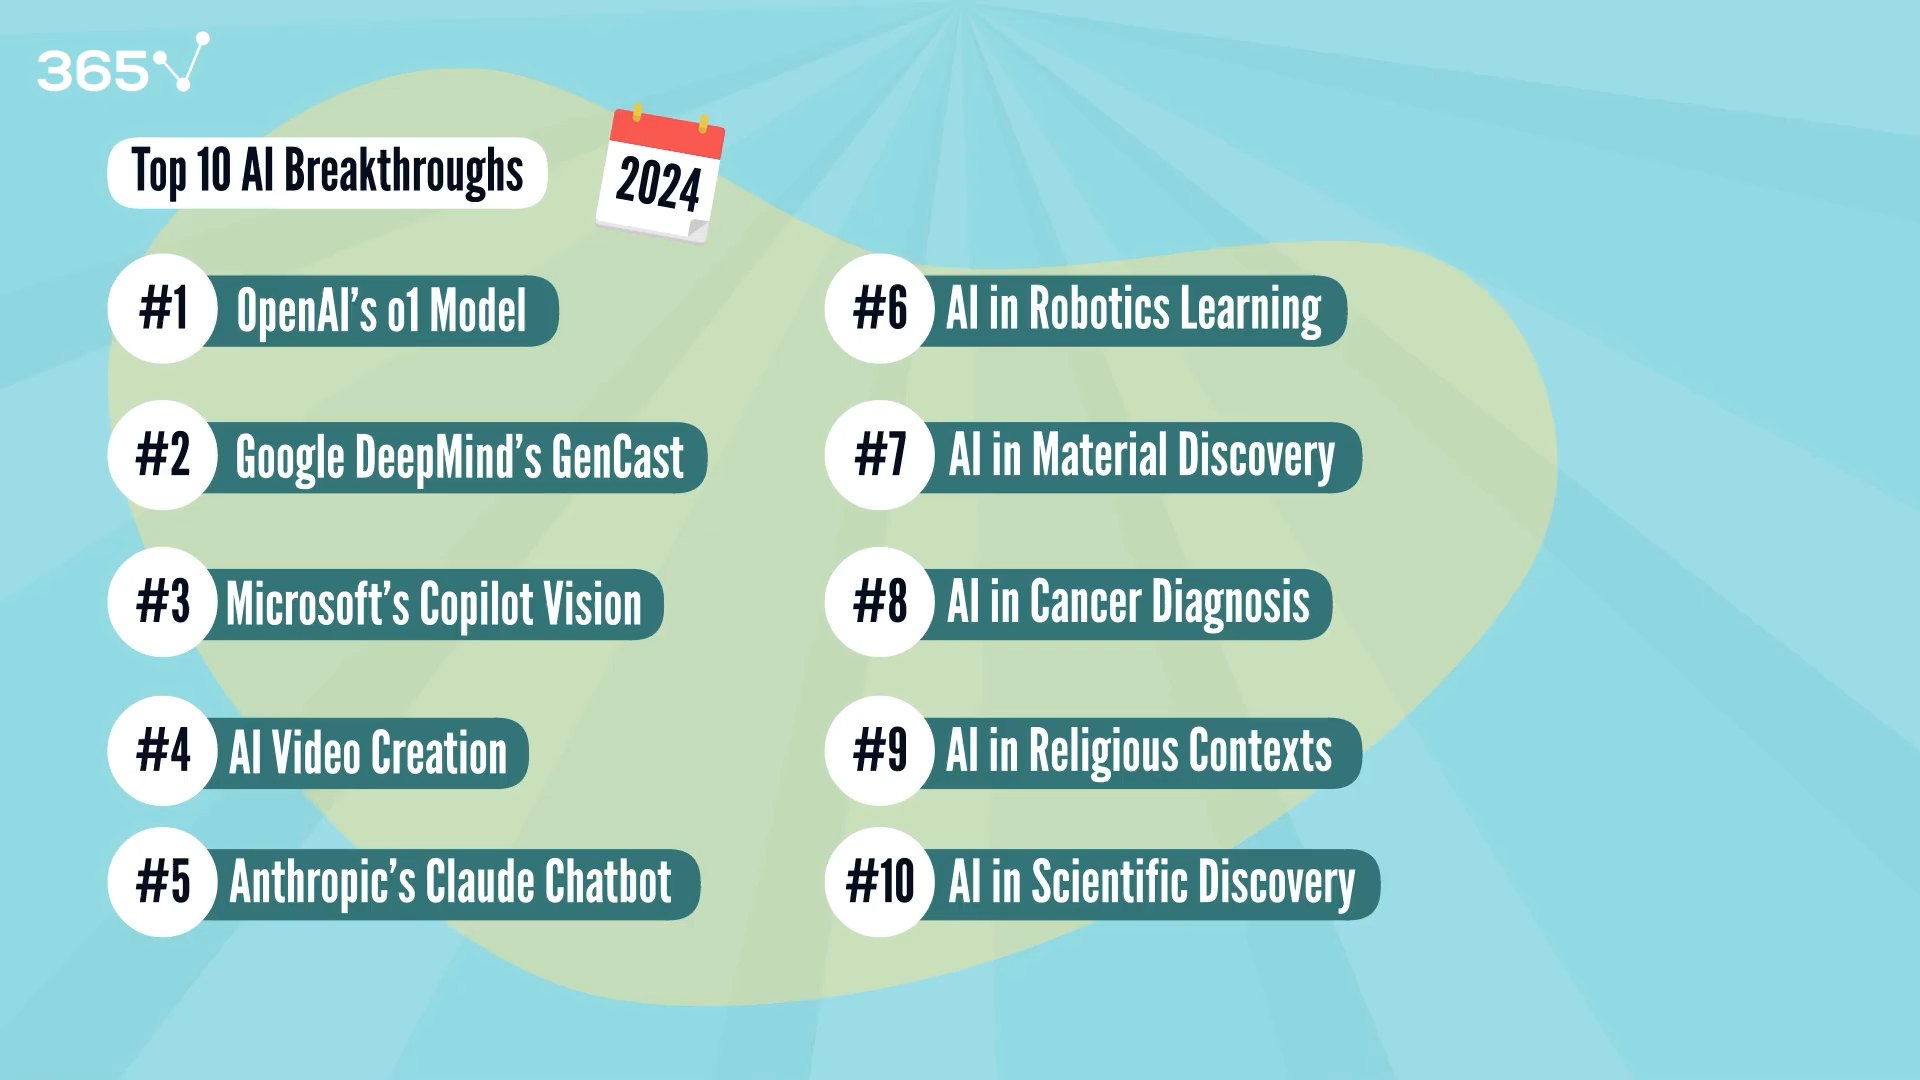 365
Top 10 AI Breakthroughs
2024
#1 OpenAI’s o1 Model
#2 Google DeepMind’s GenCast
#3 Microsoft’s Copilot Vision
#4 AI Video Creation
#5 Anthropic’s Claude Chatbot
#6 AI in Robotics Learning
#7 AI in Material Discovery
#8 AI in Cancer Diagnosis
#9 AI in Religious Contexts
#10 AI in Scientific Discovery